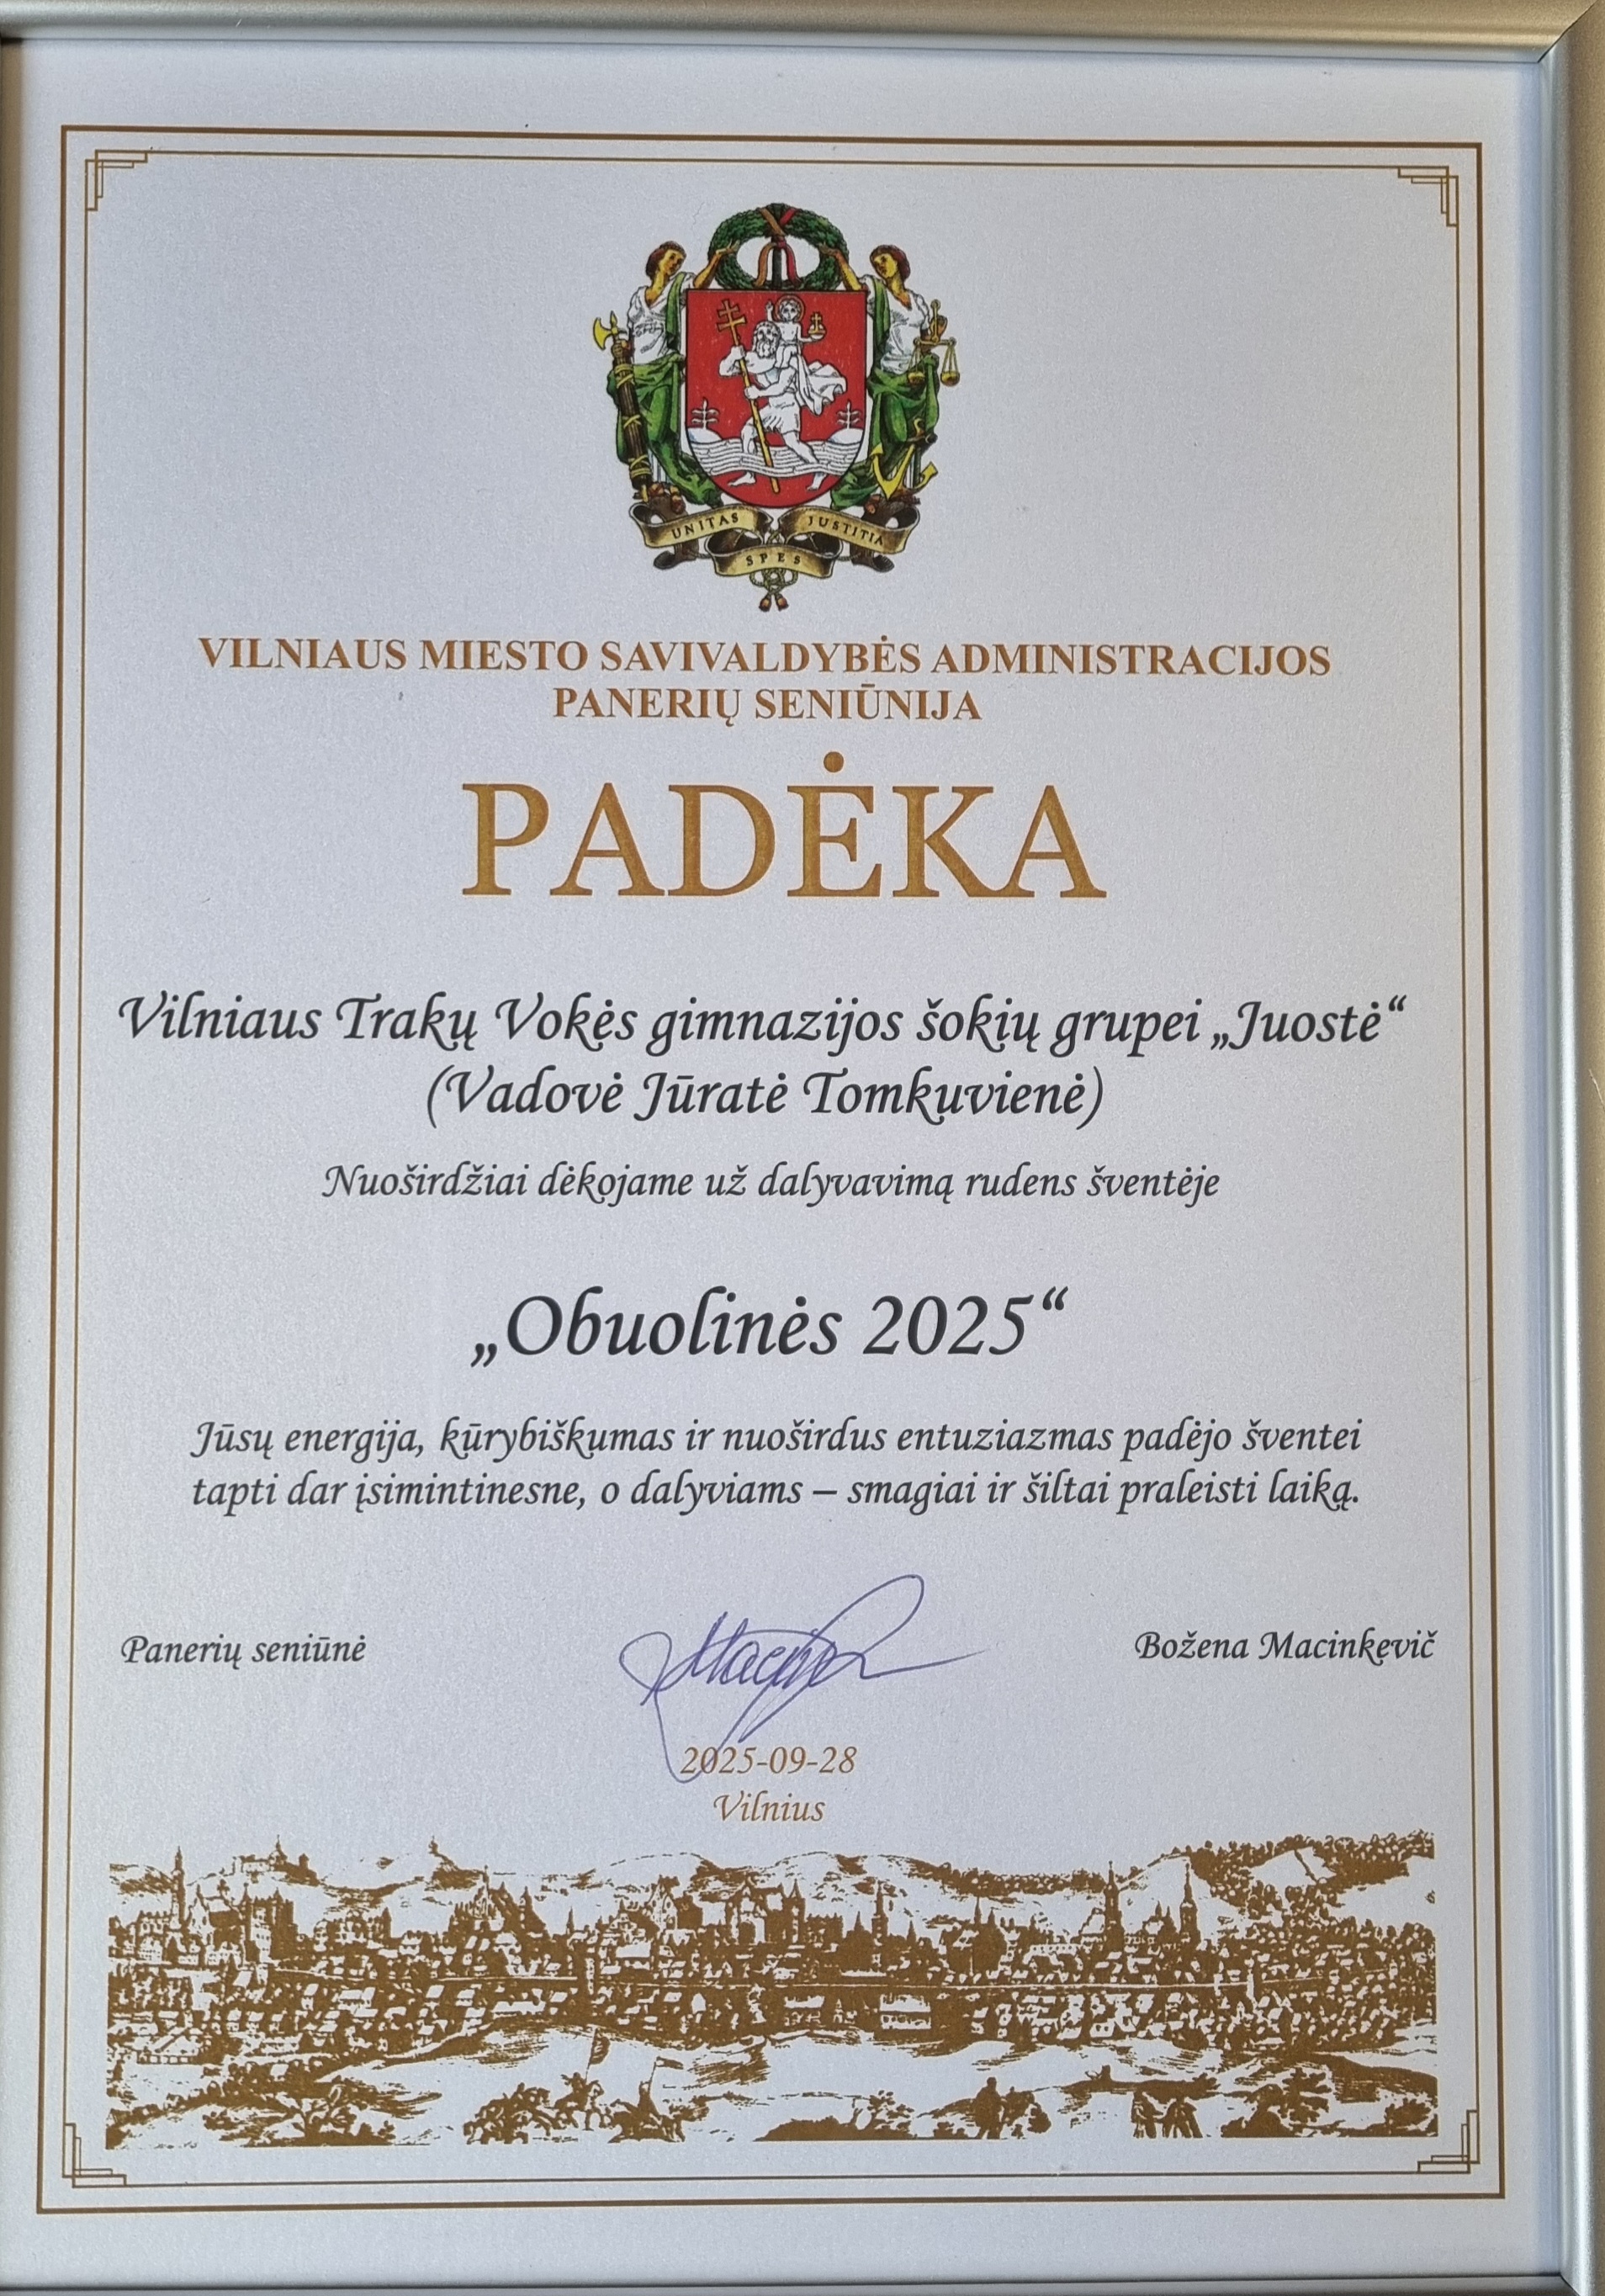 UNITAS
JUSTITIA
SPES
VILNIAUS MIESTO SAVIVALDYBĖS ADMINISTRACIJOS
PANERIŲ SENIŪNIJA
PADĖKA
Vilniaus Trakų Vokės gimnazijos šokių grupei „Juostė“
(Vadovė Jūratė Tomkuvienė)
Nuoširdžiai dėkojame už dalyvavimą rudens šventėje
„Obuolinės 2025“
Jūsų energija, kūrybiškumas ir nuoširdus entuziazmas padėjo šventei
tapti dar įsimintinesne, o dalyviams – smagiai ir šiltai praleisti laiką.
Panerių seniūnė
Božena Macinkevič
2025-09-28
Vilnius